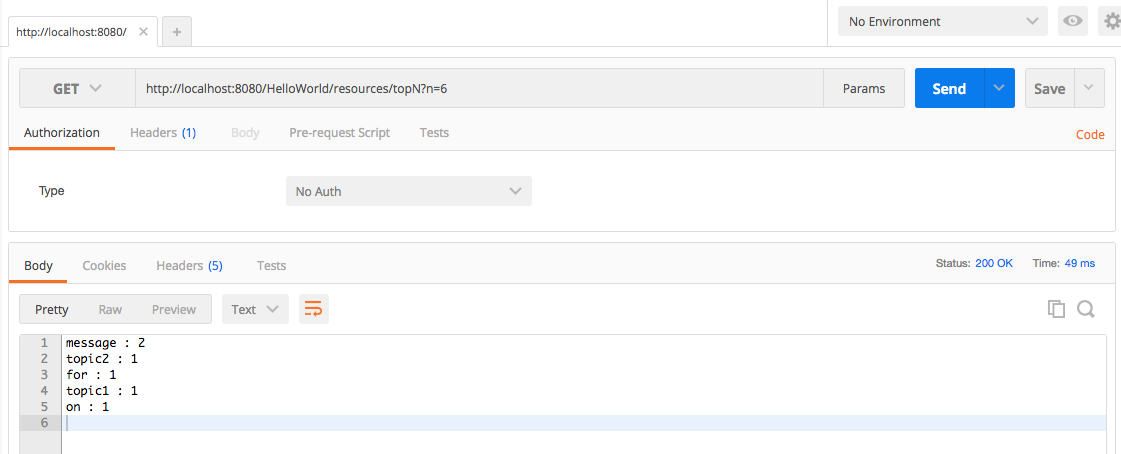 http://localhost:8080/
No Environment
GET http://localhost:8080/HelloWorld/resources/topN?n=6 Params Send Save
Authorization Headers (1) Body Pre-request Script Tests Code
Type No Auth
Body Cookies Headers (5) Tests Status: 200 OK Time: 49 ms
Pretty Raw Preview Text
1 message : 2
2 topic2 : 1
3 for : 1
4 topic1 : 1
5 on : 1
6